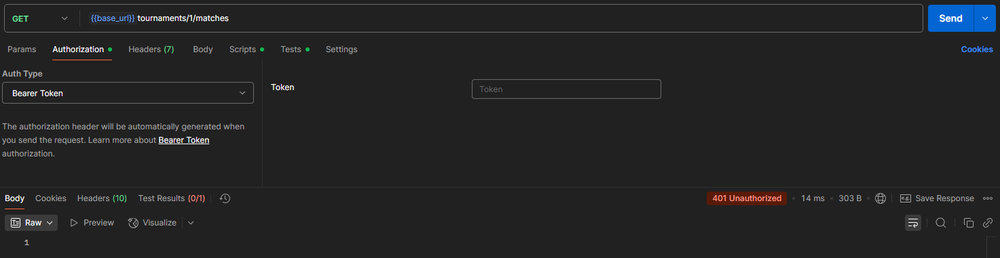 GET {{base_url}} tournaments/1/matches Send
Params Authorization Headers (7) Body Scripts Tests Settings Cookies
Auth Type
Bearer Token
Token Token
The authorization header will be automatically generated when
you send the request. Learn more about Bearer Token
authorization.
Body Cookies Headers (10) Test Results (0/1) 401 Unauthorized 14 ms 303 B e.g. Save Response
Raw Preview Visualize
1